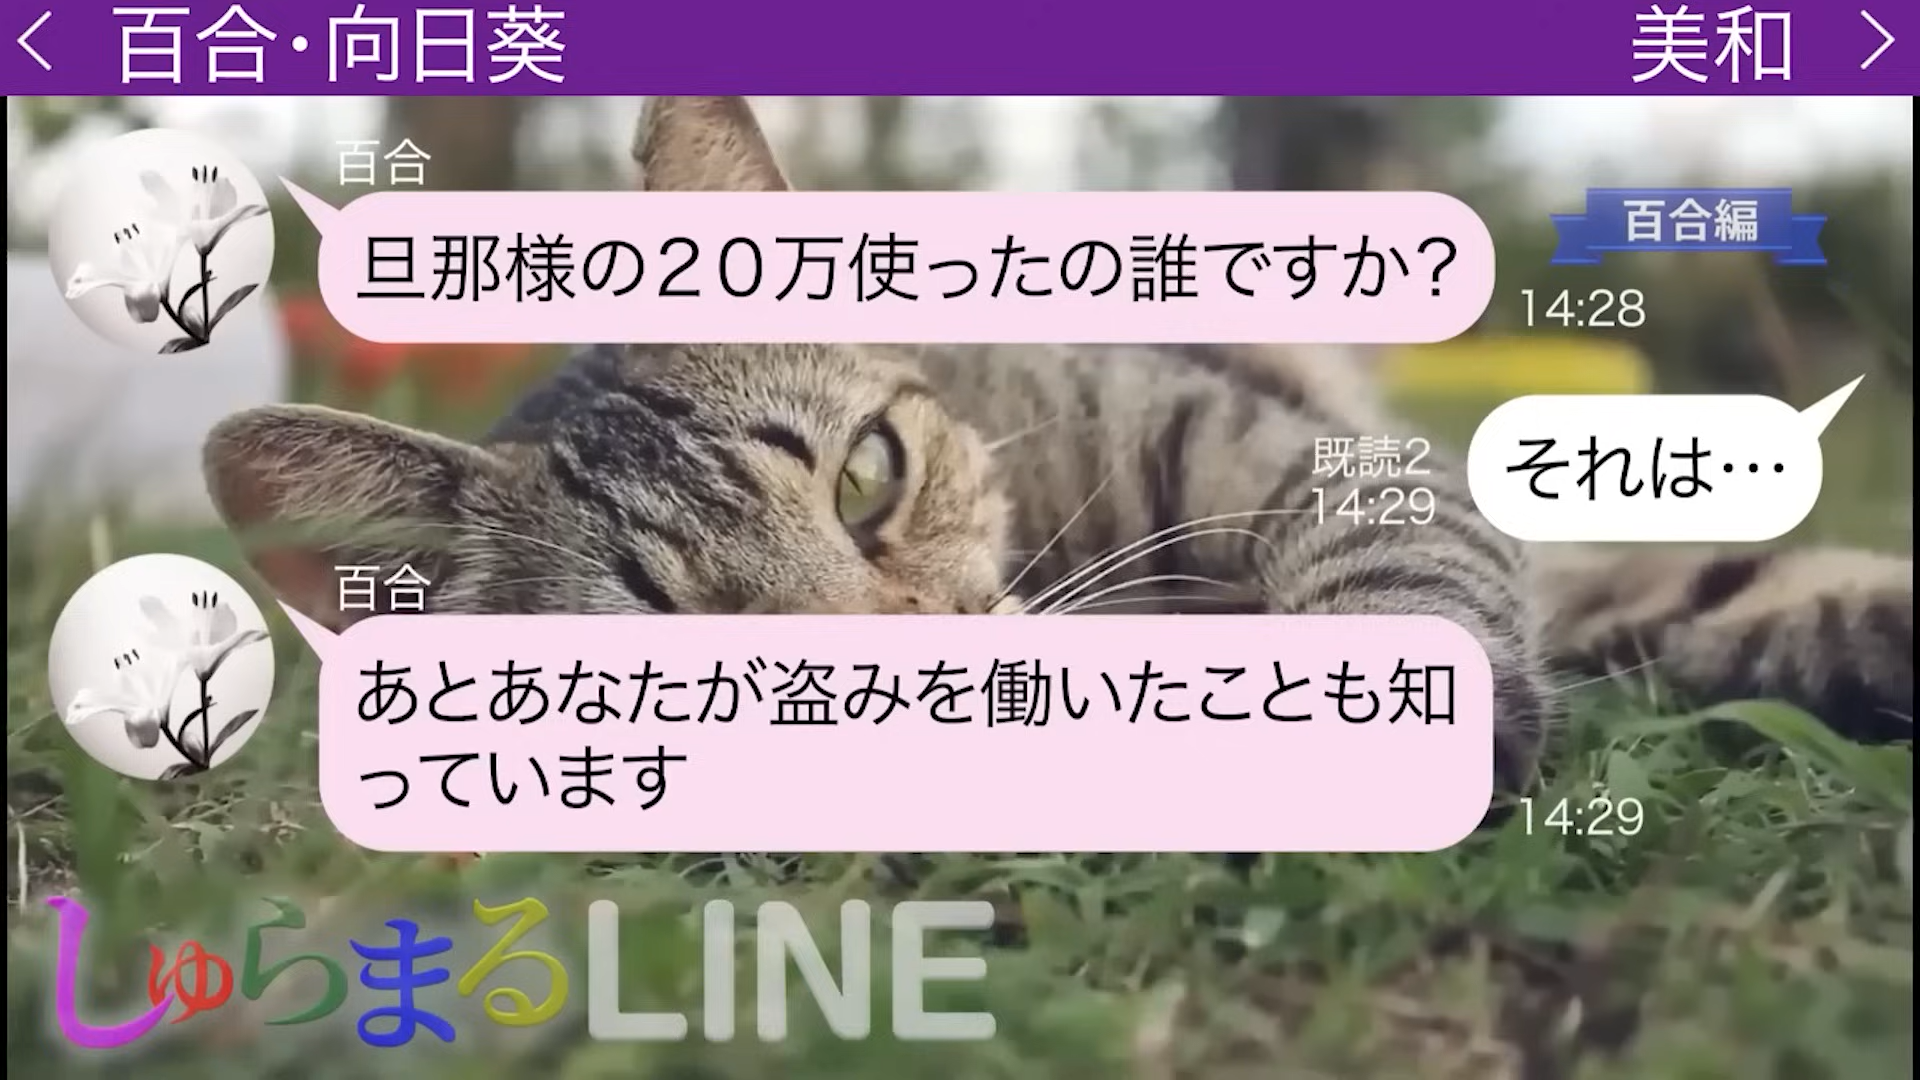 百合・向日葵
美和
百合
旦那様の20万使ったの誰ですか?
百合編
14:28
それは…
既読2
14:29
百合
あとあなたが盗みを働いたことも知
っています
14:29
しゅらまるLINE